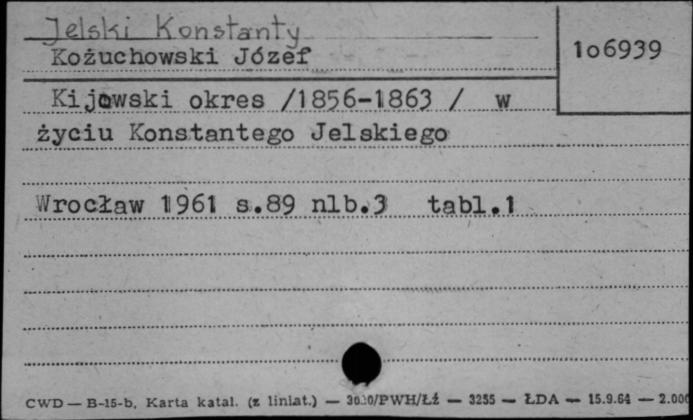 Jelski Konstanty
Kożuchowski Józef
1o6939
Kijowski okres /1856-1863 / w
życiu Konstantego Jelskiego
Wrocław 1961 s.89 nlb.3 tabl.1
CWD — B-15-b, Karta katal. (z liniat.) — /PWH/Łź — 3255 — ŁDA — 15.9.64 — 2.000